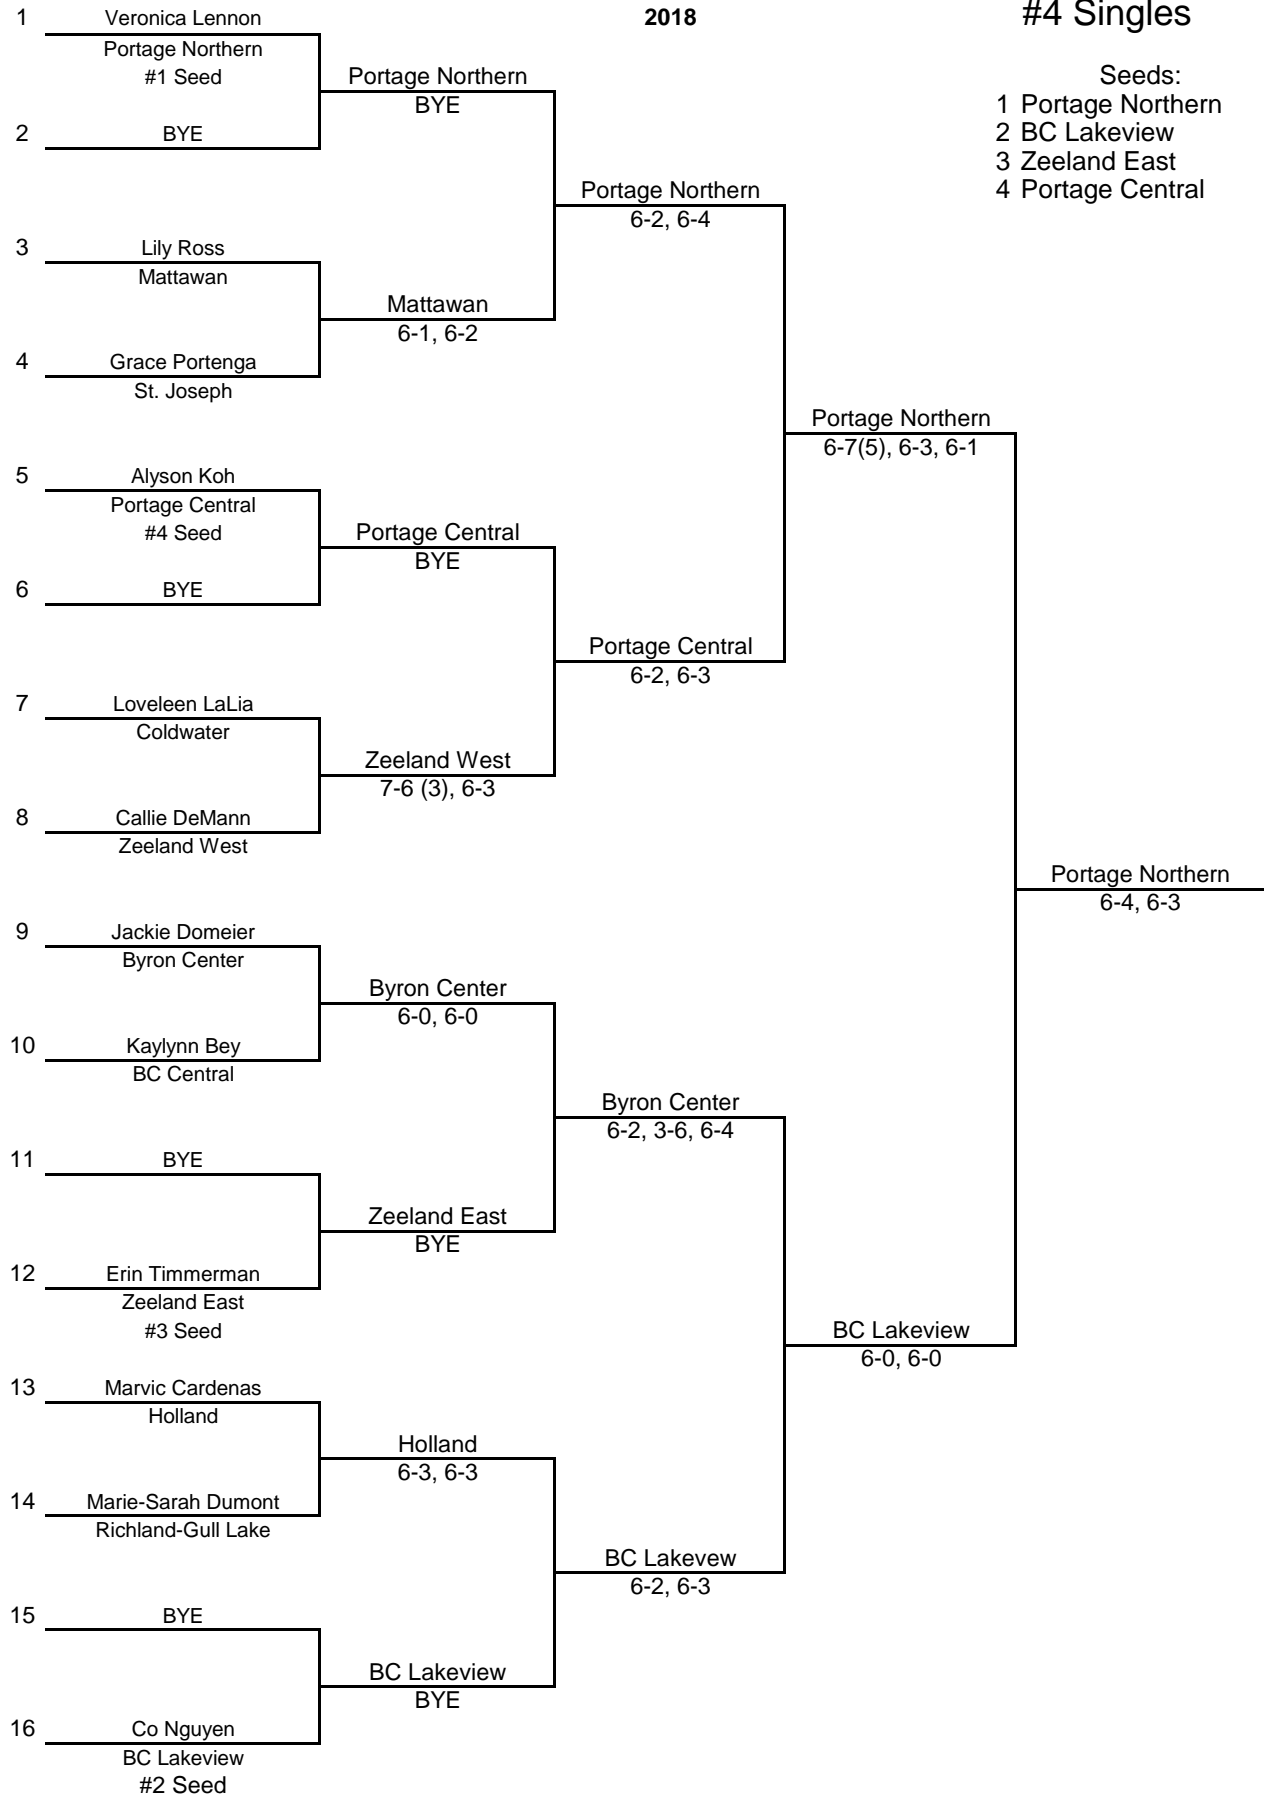 2018
#4 Singles
Seeds:
1 Portage Northern
2 BC Lakeview
3 Zeeland East
4 Portage Central
1 Veronica Lennon
Portage Northern
#1 Seed
2 BYE
3 Lily Ross
Mattawan
4 Grace Portenga
St. Joseph
5 Alyson Koh
Portage Central
#4 Seed
6 BYE
7 Loveleen LaLia
Coldwater
8 Callie DeMann
Zeeland West
9 Jackie Domeier
Byron Center
10 Kaylynn Bey
BC Central
11 BYE
12 Erin Timmerman
Zeeland East
#3 Seed
13 Marvic Cardenas
Holland
14 Marie-Sarah Dumont
Richland-Gull Lake
15 BYE
16 Co Nguyen
BC Lakeview
#2 Seed
Portage Northern
BYE
Mattawan
6-1, 6-2
Portage Central
BYE
Zeeland West
7-6 (3), 6-3
Byron Center
6-0, 6-0
Zeeland East
BYE
Holland
6-3, 6-3
BC Lakeview
BYE
Portage Northern
6-2, 6-4
Portage Central
6-2, 6-3
Byron Center
6-2, 3-6, 6-4
BC Lakevew
6-2, 6-3
Portage Northern
6-7(5), 6-3, 6-1
BC Lakeview
6-0, 6-0
Portage Northern
6-4, 6-3